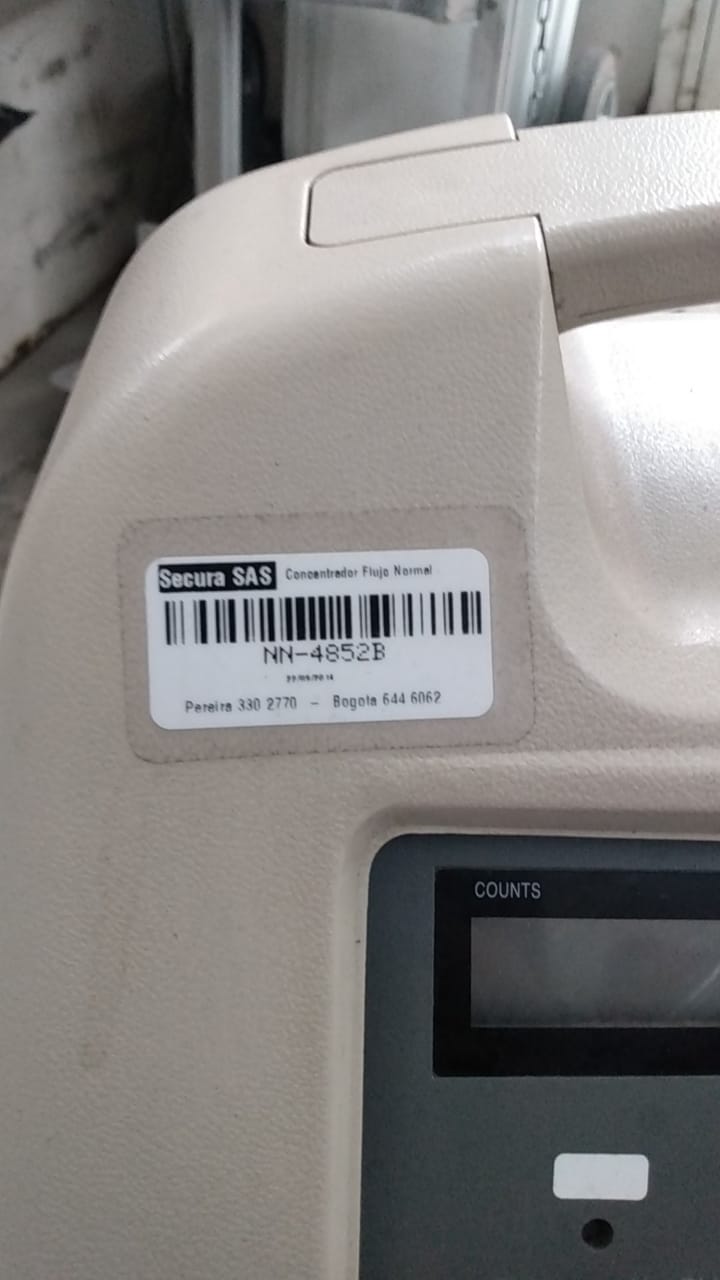 Secura SAS Concentrador Flujo Normal
NN-4852B
Pereira 330 2770 – Bogota 644 6062
COUNTS